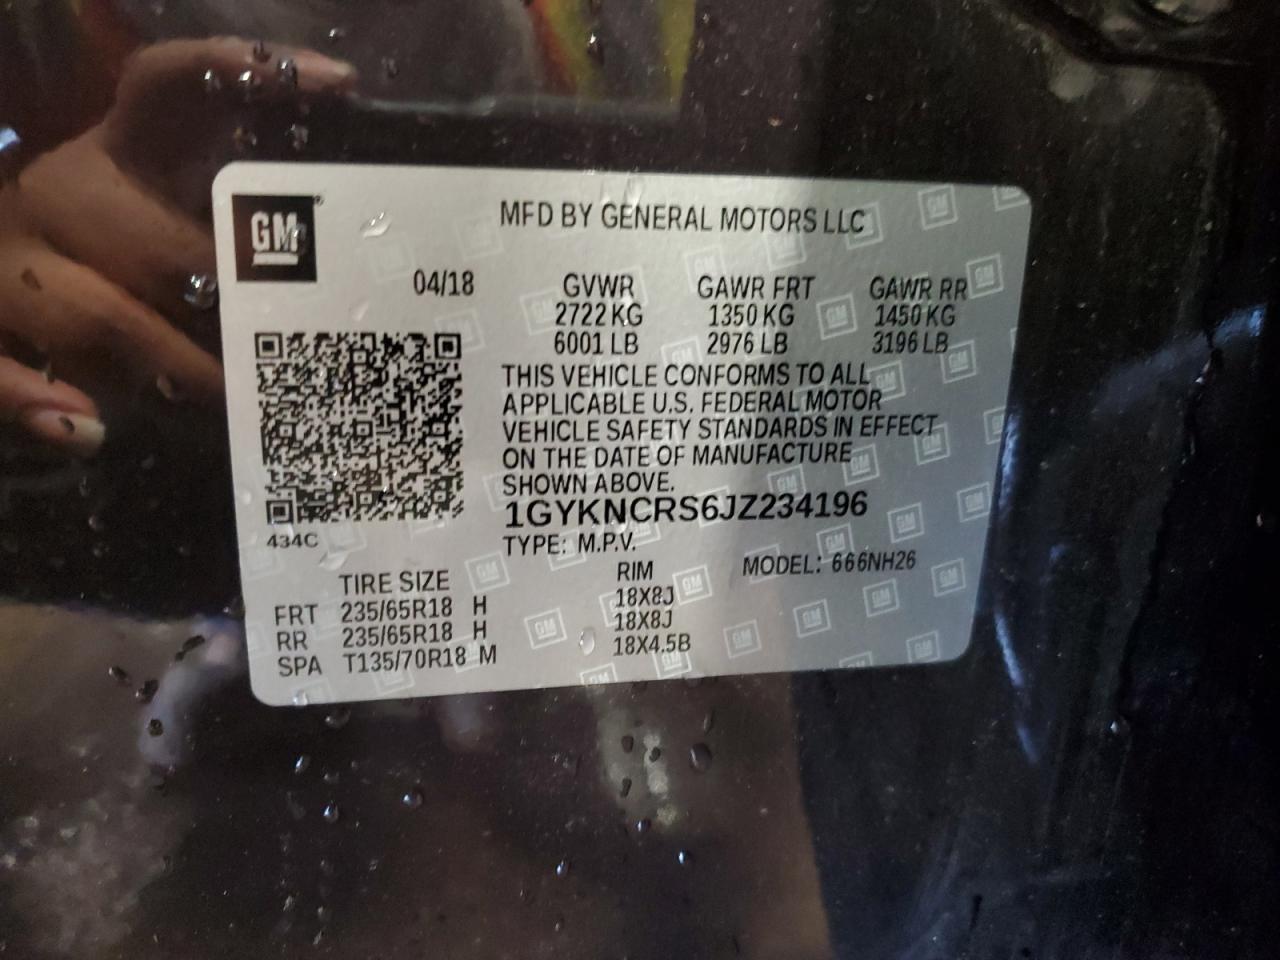 GM
MFD BY GENERAL MOTORS LLC
04/18 GVWR GAWR FRT GAWR RR
2722 KG 1350 KG 1450 KG
6001 LB 2976 LB 3196 LB
THIS VEHICLE CONFORMS TO ALL
APPLICABLE U.S. FEDERAL MOTOR
VEHICLE SAFETY STANDARDS IN EFFECT
ON THE DATE OF MANUFACTURE
SHOWN ABOVE.
1GYKNCRS6JZ234196
434C
TYPE: M.P.V. MODEL: 666NH26
TIRE SIZE RIM
FRT 235/65R18 H 18X8J
RR 235/65R18 H 18X8J
SPA T135/70R18 M 18X4.5B